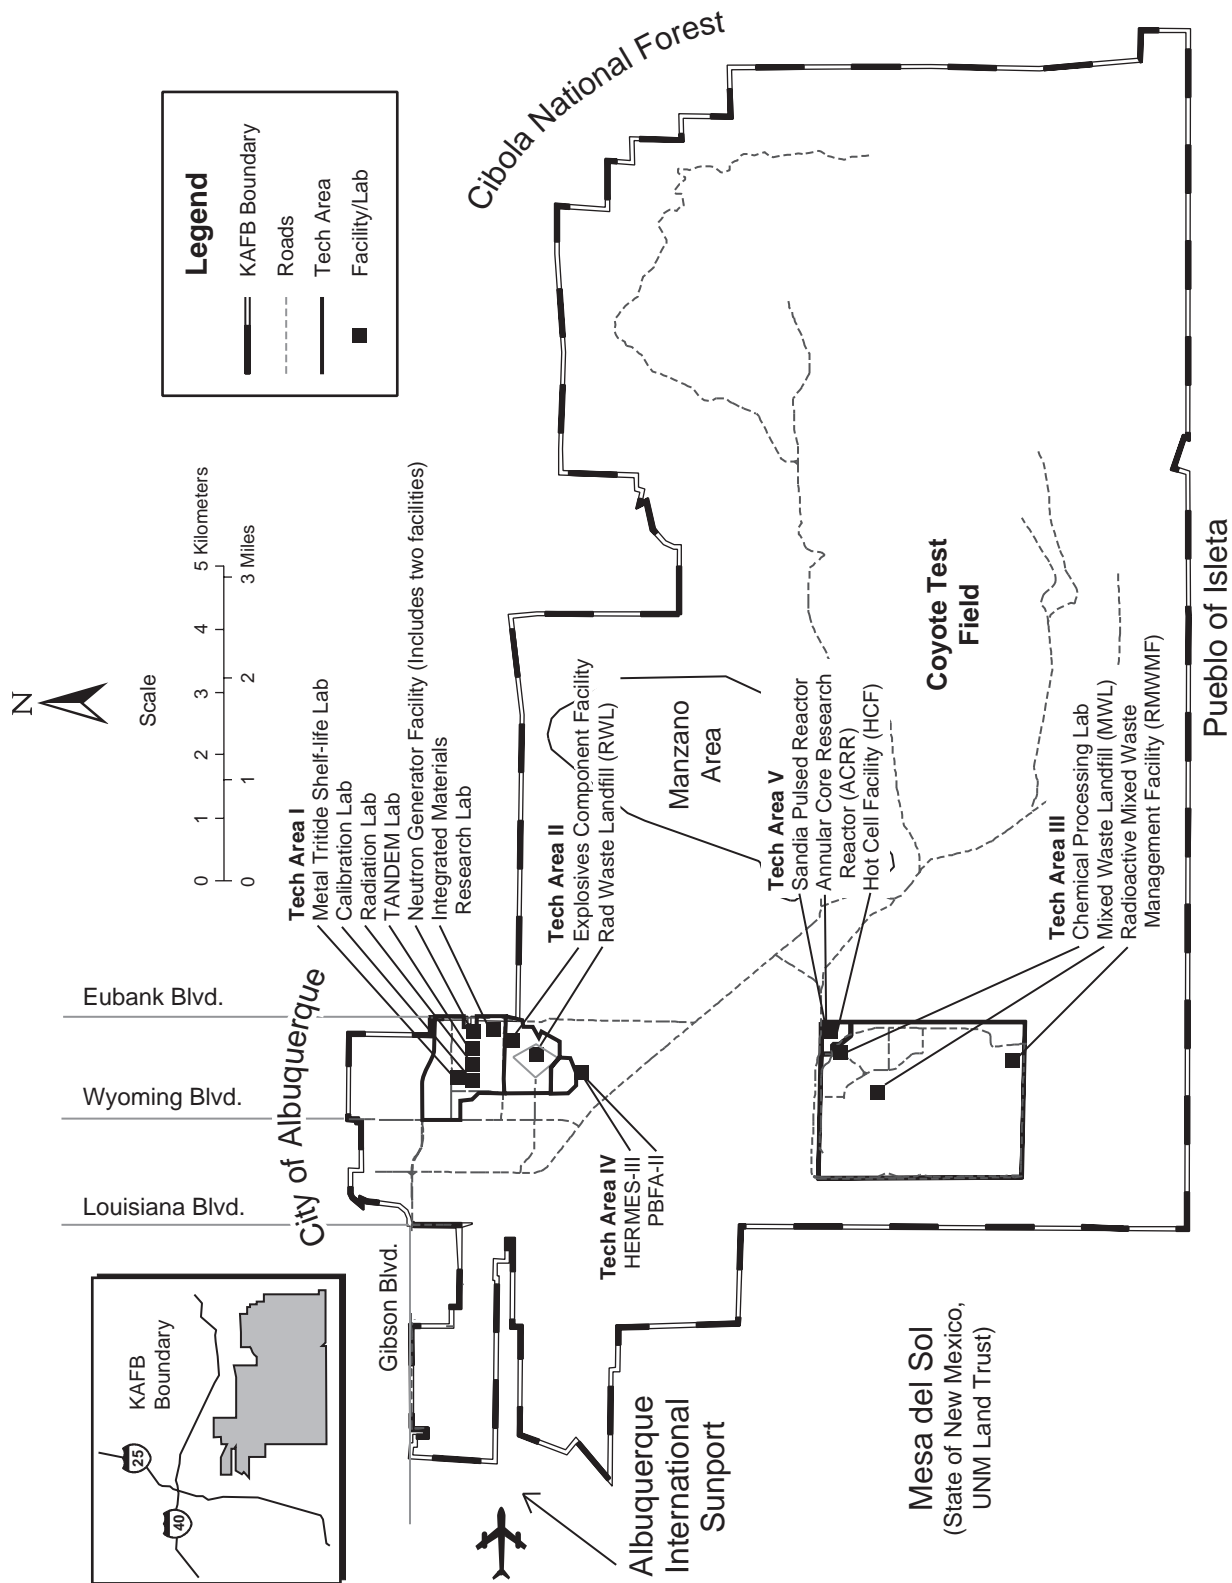 KAFB
Boundary
25
40
Eubank Blvd.
Wyoming Blvd.
Louisiana Blvd.
Gibson Blvd.
City of Albuquerque
N
Scale
0 1 2 3 4 5 Kilometers
0 1 2 3 Miles
Legend
KAFB Boundary
Roads
Tech Area
Facility/Lab
Cibola National Forest
Tech Area I
Metal Tritide Shelf-life Lab
Calibration Lab
Radiation Lab
TANDEM Lab
Neutron Generator Facility (Includes two facilities)
Integrated Materials
Research Lab
Tech Area II
Explosives Component Facility
Rad Waste Landfill (RWL)
Manzano
Area
Tech Area IV
HERMES-III
PBFA-II
Albuquerque
International
Sunport
Tech Area V
Sandia Pulsed Reactor
Annular Core Research
Reactor (ACRR)
Hot Cell Facility (HCF)
Coyote Test
Field
Mesa del Sol
(State of New Mexico,
UNM Land Trust)
Tech Area III
Chemical Processing Lab
Mixed Waste Landfill (MWL)
Radioactive Mixed Waste
Management Facility (RMWMF)
Pueblo of Isleta